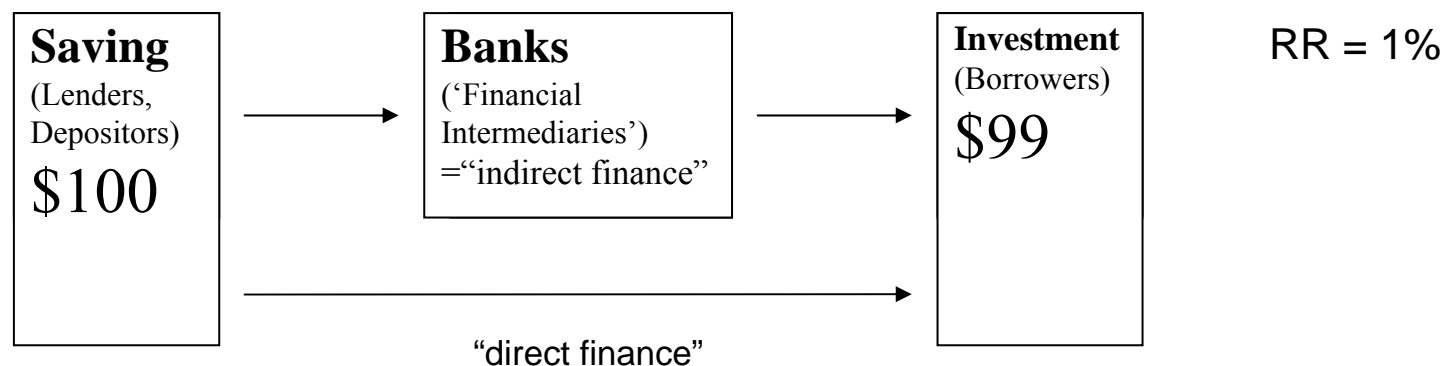 Saving
(Lenders,
Depositors)
$100
Banks
(‘Financial
Intermediaries’)
=“indirect finance”
Investment
(Borrowers)
$99
RR = 1%
“direct finance”